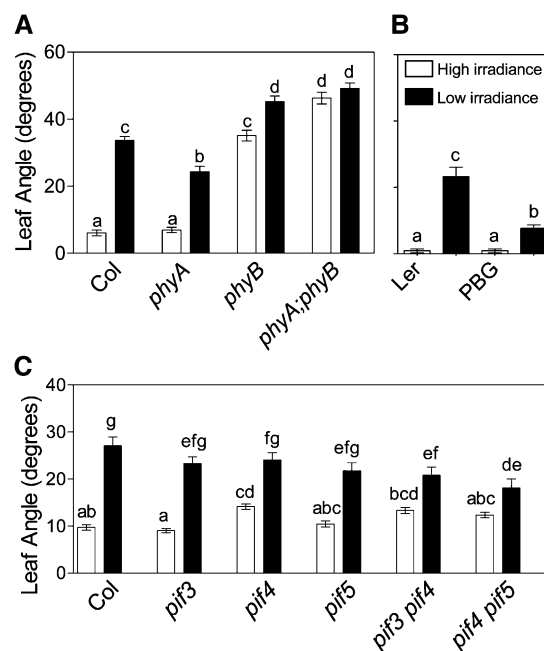 A
Leaf Angle (degrees)
60
40
20
0
a
c
a
b
c
d
d
d
Col
phyA
phyB
phyA;phyB
B
High irradiance
Low irradiance
a
c
a
b
Ler
PBG
C
Leaf Angle (degrees)
40
30
20
10
0
ab
g
a
efg
cd
fg
abc
efg
bcd
ef
abc
de
Col
pif3
pif4
pif5
pif3 pif4
pif4 pif5